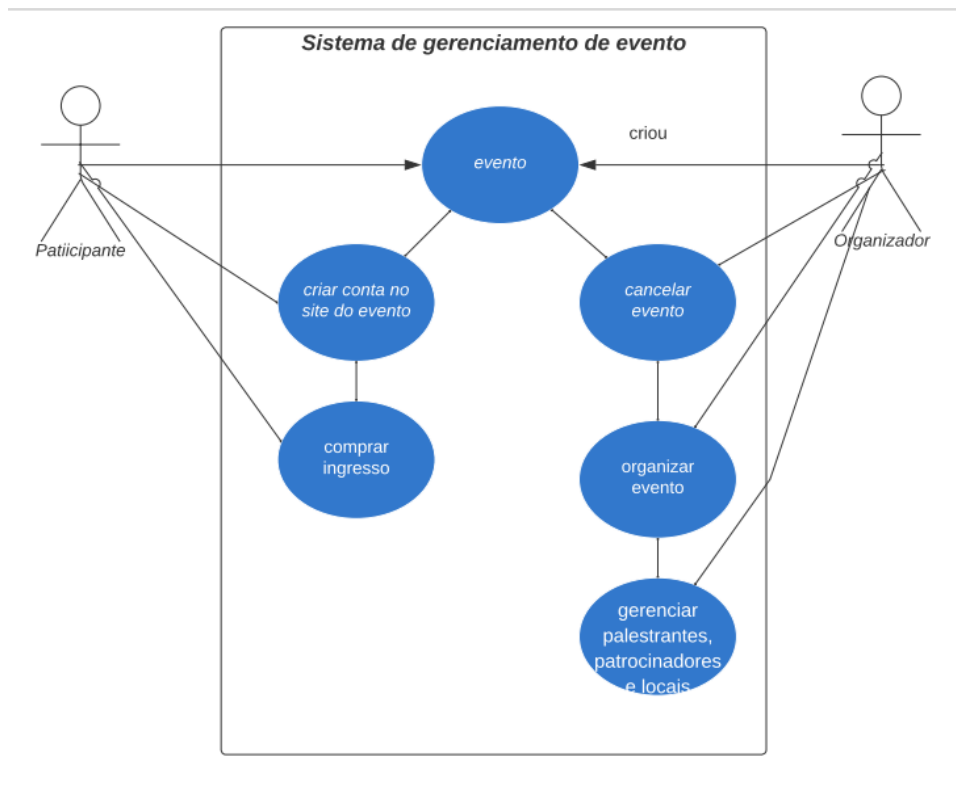 Sistema de gerenciamento de evento
criou
evento
Patiicipante
Organizador
criar conta no
site do evento
cancelar
evento
comprar
ingresso
organizar
evento
gerenciar
palestrantes,
patrocinadores
e locais